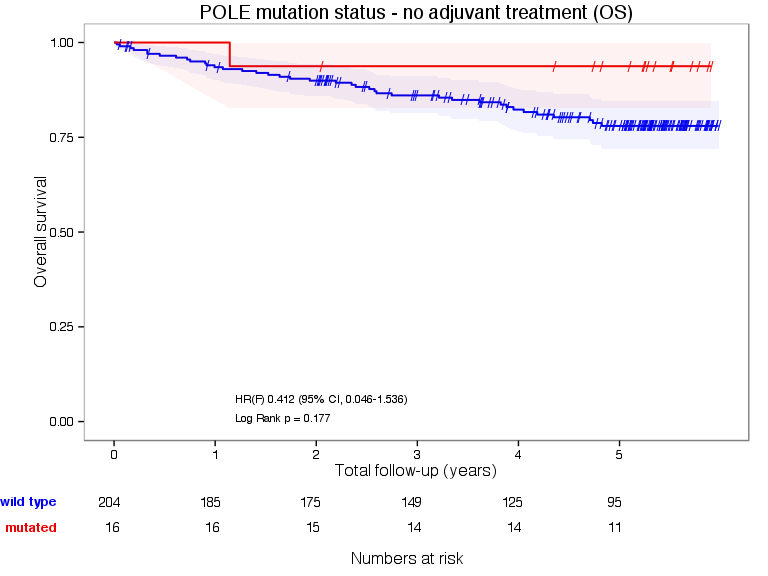 POLE mutation status - no adjuvant treatment (OS)
1.00
0.75
0.50
0.25
0.00
Overall survival
HR(F) 0.412 (95% CI, 0.046-1.536)
Log Rank p = 0.177
0 1 2 3 4 5
Total follow-up (years)
wild type 204 185 175 149 125 95
mutated 16 16 15 14 14 11
Numbers at risk